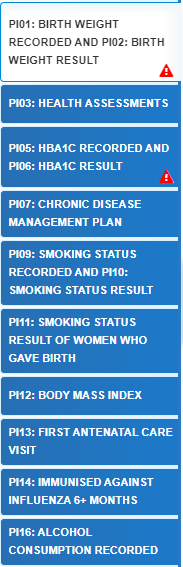 PI01: BIRTH WEIGHT
RECORDED AND PI02: BIRTH
WEIGHT RESULT
PI03: HEALTH ASSESSMENTS
PI05: HBA1C RECORDED AND
PI06: HBA1C RESULT
PI07: CHRONIC DISEASE
MANAGEMENT PLAN
PI09: SMOKING STATUS
RECORDED AND PI10:
SMOKING STATUS RESULT
PI11: SMOKING STATUS
RESULT OF WOMEN WHO
GAVE BIRTH
PI12: BODY MASS INDEX
PI13: FIRST ANTENATAL CARE
VISIT
PI14: IMMUNISED AGAINST
INFLUENZA 6+ MONTHS
PI16: ALCOHOL
CONSUMPTION RECORDED